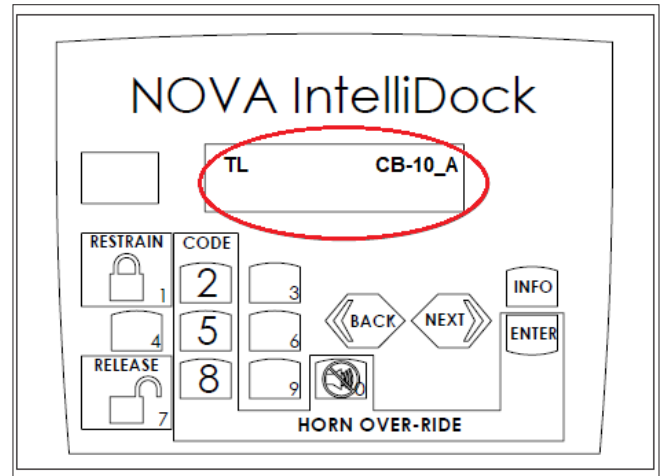 NOVA IntelliDock
TL CB-10_A
RESTRAIN CODE
1 2 3
BACK NEXT INFO
4 5 6 ENTER
RELEASE
7 8 9 0
HORN OVER-RIDE